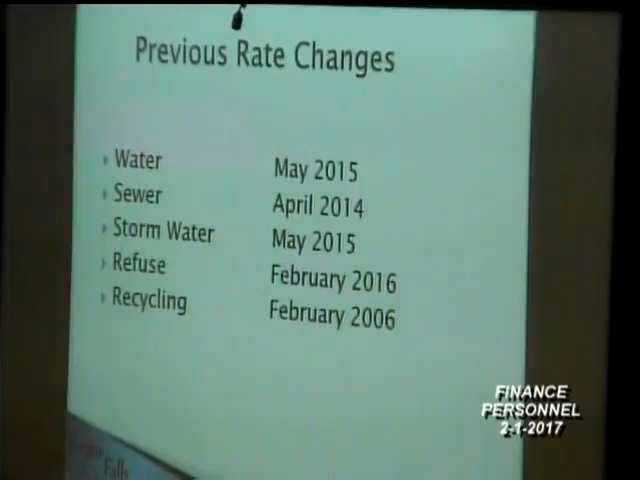 Previous Rate Changes
Water May 2015
Sewer April 2014
Storm Water May 2015
Refuse February 2016
Recycling February 2006
FINANCE
PERSONNEL
2-1-2017
Falls